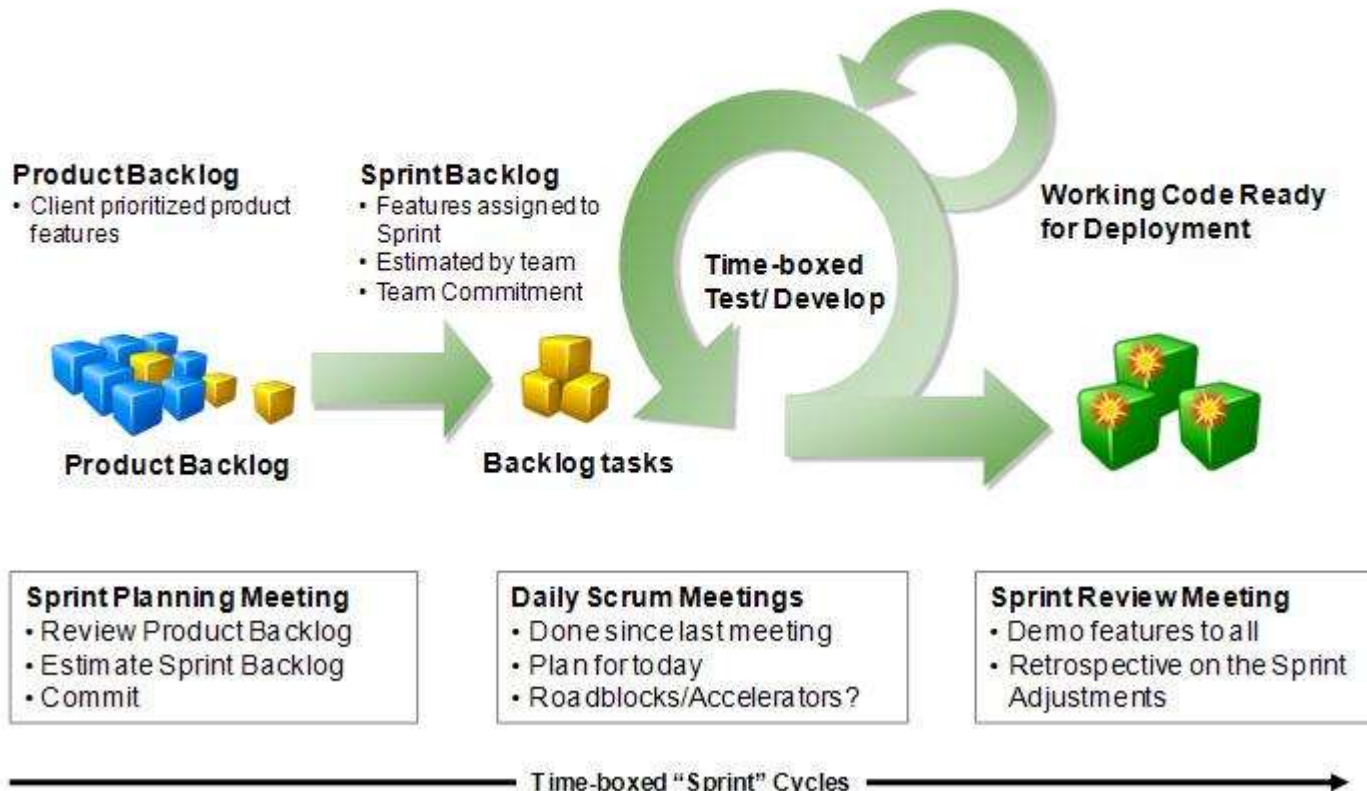 Product Backlog
• Client prioritized product
features
Sprint Backlog
• Features assigned to
Sprint
• Estimated by team
• Team Commitment
Time-boxed
Test/ Develop
Working Code Ready
for Deployment
Product Backlog
Backlog tasks
Sprint Planning Meeting
• Review Product Backlog
• Estimate Sprint Backlog
• Commit
Daily Scrum Meetings
• Done since last meeting
• Plan for today
• Roadblocks/Accelerators?
Sprint Review Meeting
• Demo features to all
• Retrospective on the Sprint
Adjustments
Time-boxed “Sprint” Cycles